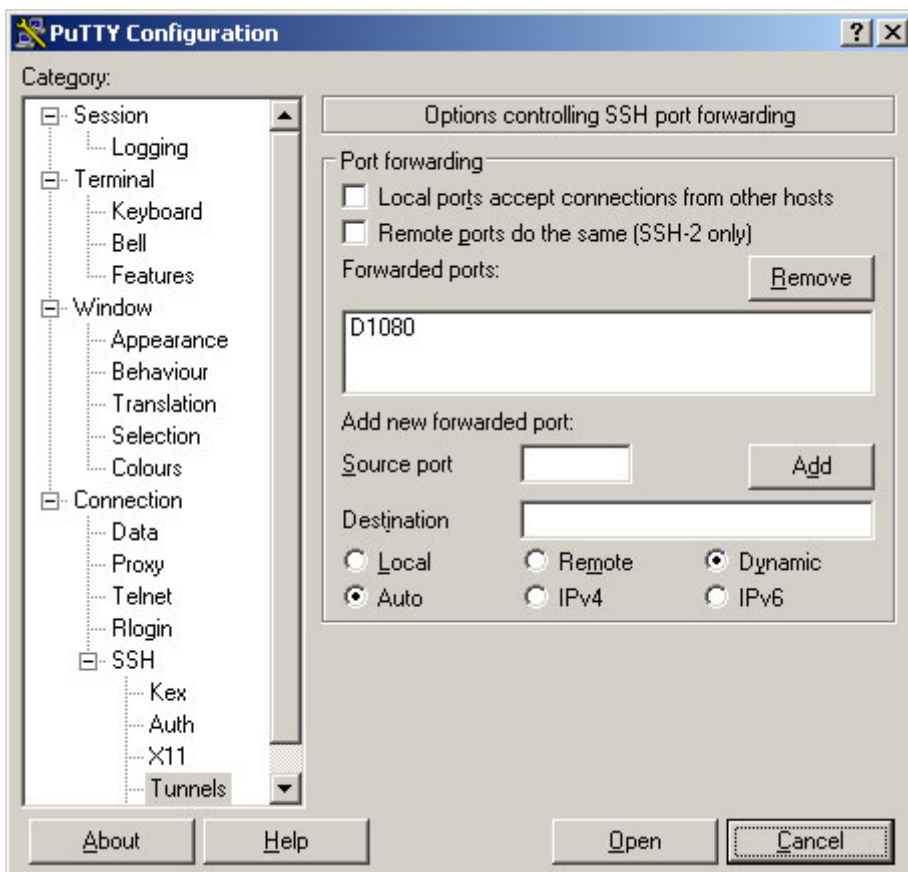 PuTTY Configuration
Category:
Session
Logging
Terminal
Keyboard
Bell
Features
Window
Appearance
Behaviour
Translation
Selection
Colours
Connection
Data
Proxy
Telnet
Rlogin
SSH
Kex
Auth
X11
Tunnels
Options controlling SSH port forwarding
Port forwarding
Local ports accept connections from other hosts
Remote ports do the same (SSH-2 only)
Forwarded ports:
Remove
D1080
Add new forwarded port:
Source port
Add
Destination
Local Remote Dynamic
Auto IPv4 IPv6
About Help Open Cancel